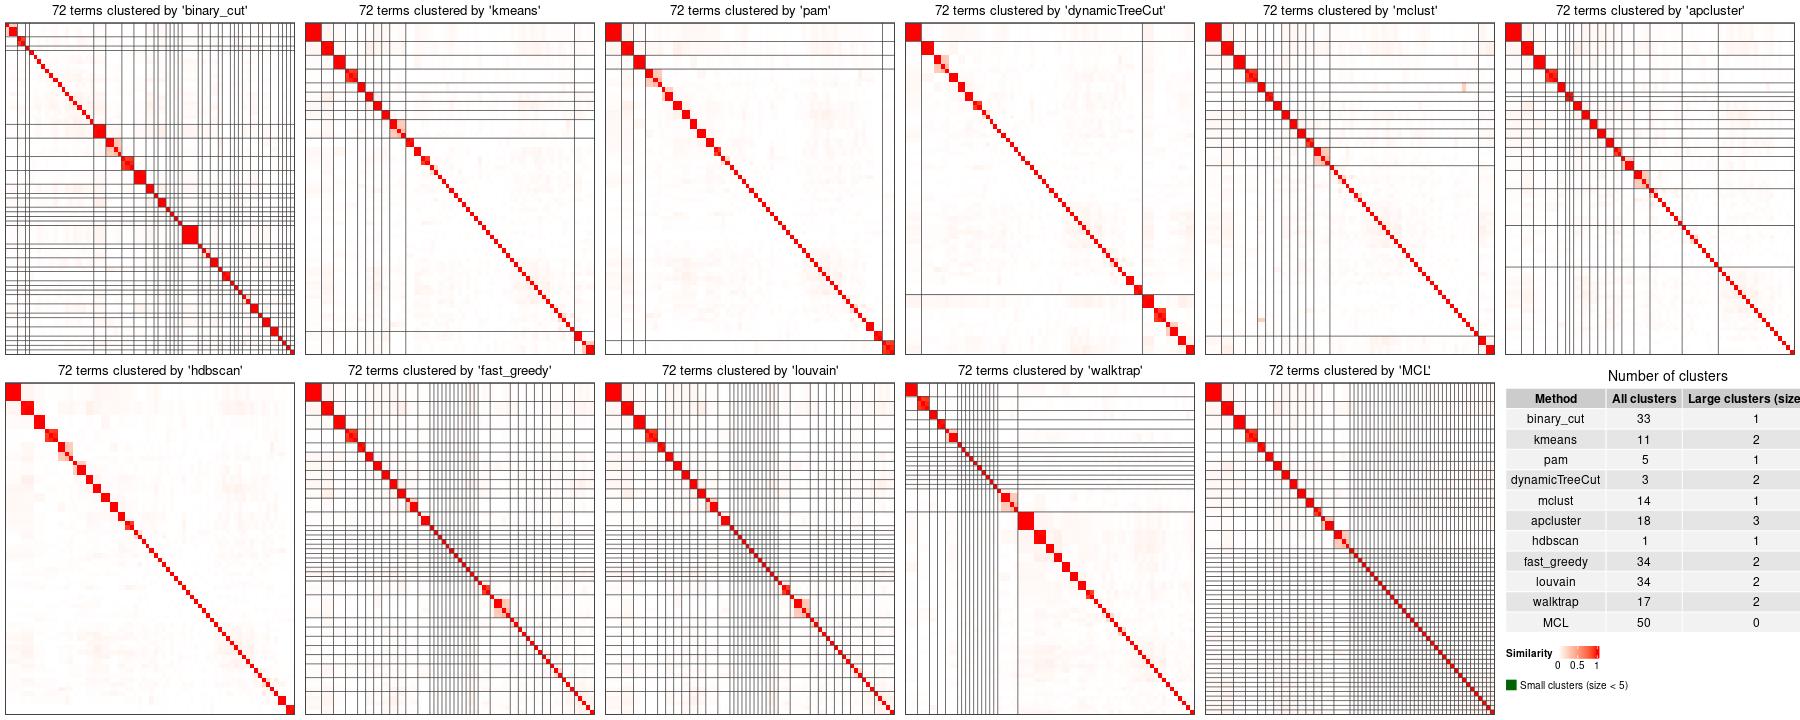 72 terms clustered by 'binary_cut'
72 terms clustered by 'kmeans'
72 terms clustered by 'pam'
72 terms clustered by 'dynamicTreeCut'
72 terms clustered by 'mclust'
72 terms clustered by 'apcluster'
72 terms clustered by 'hdbscan'
72 terms clustered by 'fast_greedy'
72 terms clustered by 'louvain'
72 terms clustered by 'walktrap'
72 terms clustered by 'MCL'
Number of clusters
Method All clusters Large clusters (size
binary_cut 33 1
kmeans 11 2
pam 5 1
dynamicTreeCut 3 2
mclust 14 1
apcluster 18 3
hdbscan 1 1
fast_greedy 34 2
louvain 34 2
walktrap 17 2
MCL 50 0
Similarity
0 0.5 1
Small clusters (size < 5)